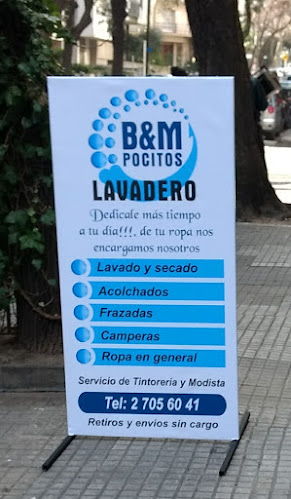 B&M
POCITOS
LAVADERO
Dedicale más tiempo
a tu día!!!, de tu ropa nos
encargamos nosotros
Lavado y secado
Acolchados
Frazadas
Camperas
Ropa en general
Servicio de Tintorería y Modista
Tel: 2 705 60 41
Retiros y envíos sin cargo